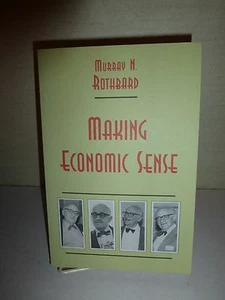 MURRAY N.
ROTHBARD
MAKING
ECONOMIC SENSE